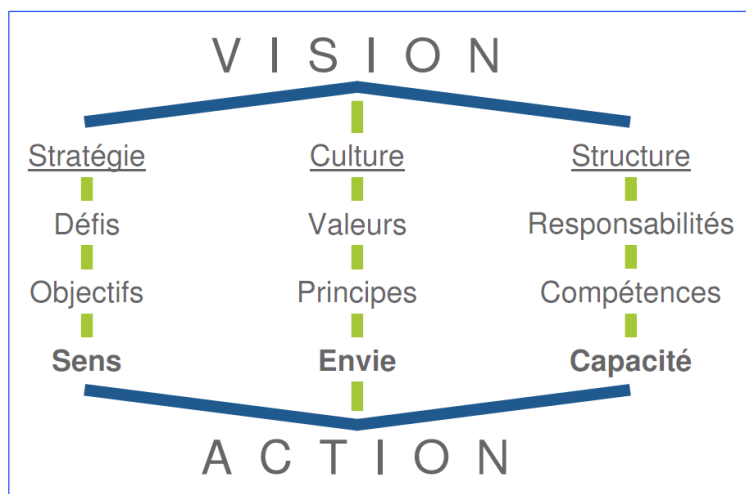 V I S I O N
Stratégie Culture Structure
Défis Valeurs Responsabilités
Objectifs Principes Compétences
Sens Envie Capacité
A C T I O N